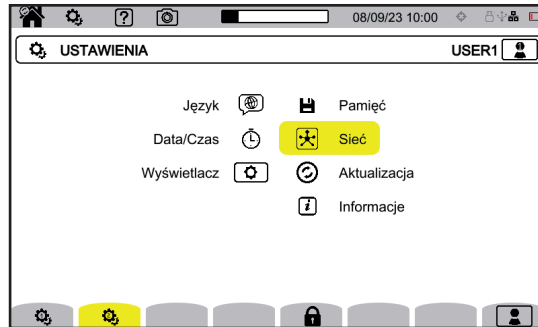 08/09/23 10:00
USTAWIENIA
USER1
Język
Data/Czas
Wyświetlacz
Pamięć
Sieć
Aktualizacja
Informacje